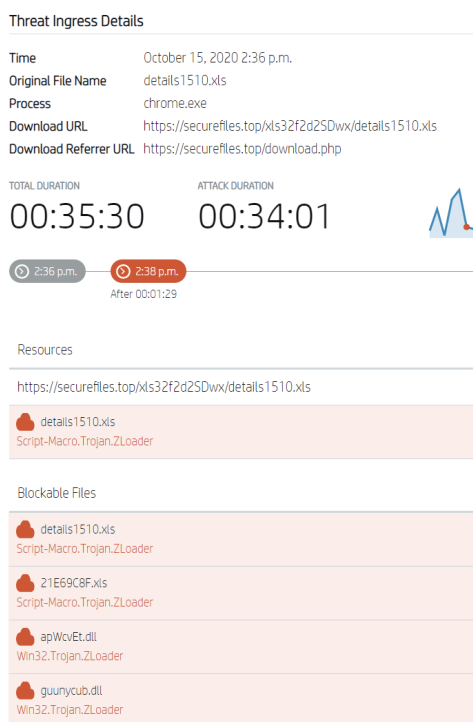 Threat Ingress Details
Time October 15, 2020 2:36 p.m.
Original File Name details1510.xls
Process chrome.exe
Download URL https://securefiles.top/xls32f2d2SDwx/details1510.xls
Download Referrer URL https://securefiles.top/download.php
TOTAL DURATION ATTACK DURATION
00:35:30 00:34:01
2:36 p.m. 2:38 p.m.
After 00:01:29
Resources
https://securefiles.top/xls32f2d2SDwx/details1510.xls
details1510.xls
Script-Macro.Trojan.ZLoader
Blockable Files
details1510.xls
Script-Macro.Trojan.ZLoader
21E69C8F.xls
Script-Macro.Trojan.ZLoader
apWcvEt.dll
Win32.Trojan.ZLoader
guunycub.dll
Win32.Trojan.ZLoader